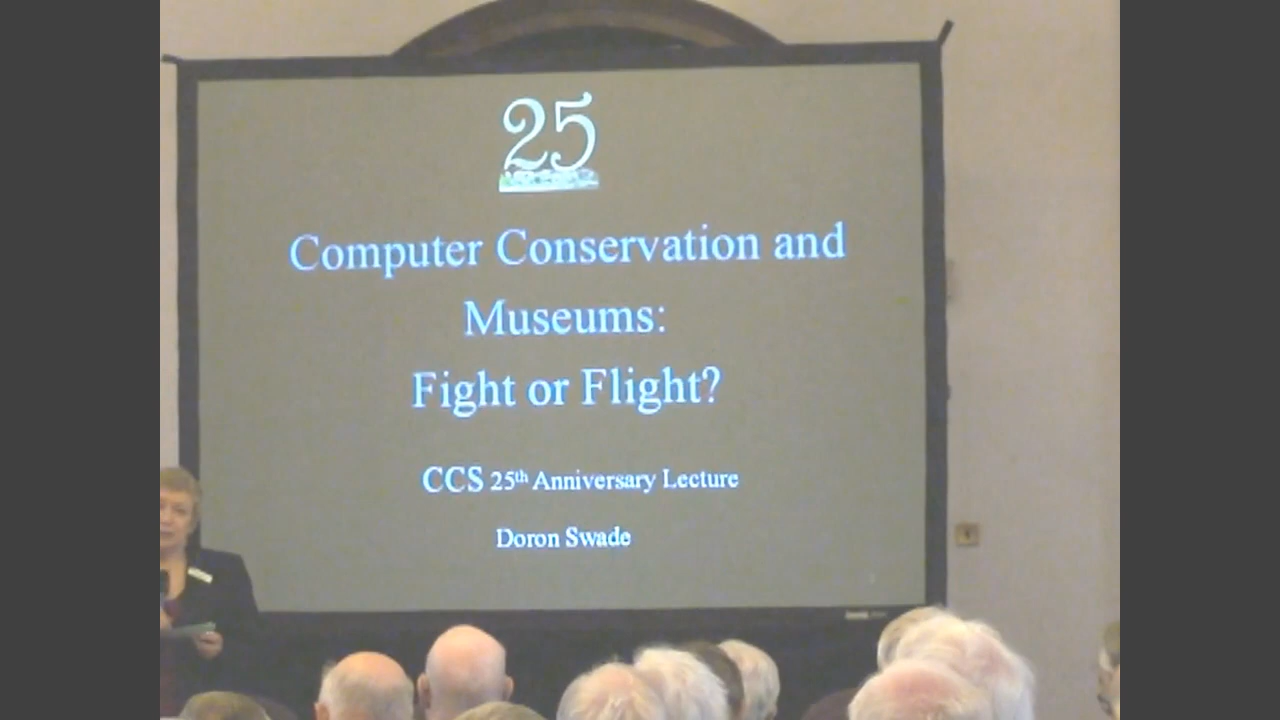 25
Computer Conservation and
Museums:
Fight or Flight?
CCS 25th Anniversary Lecture
Doron Swade